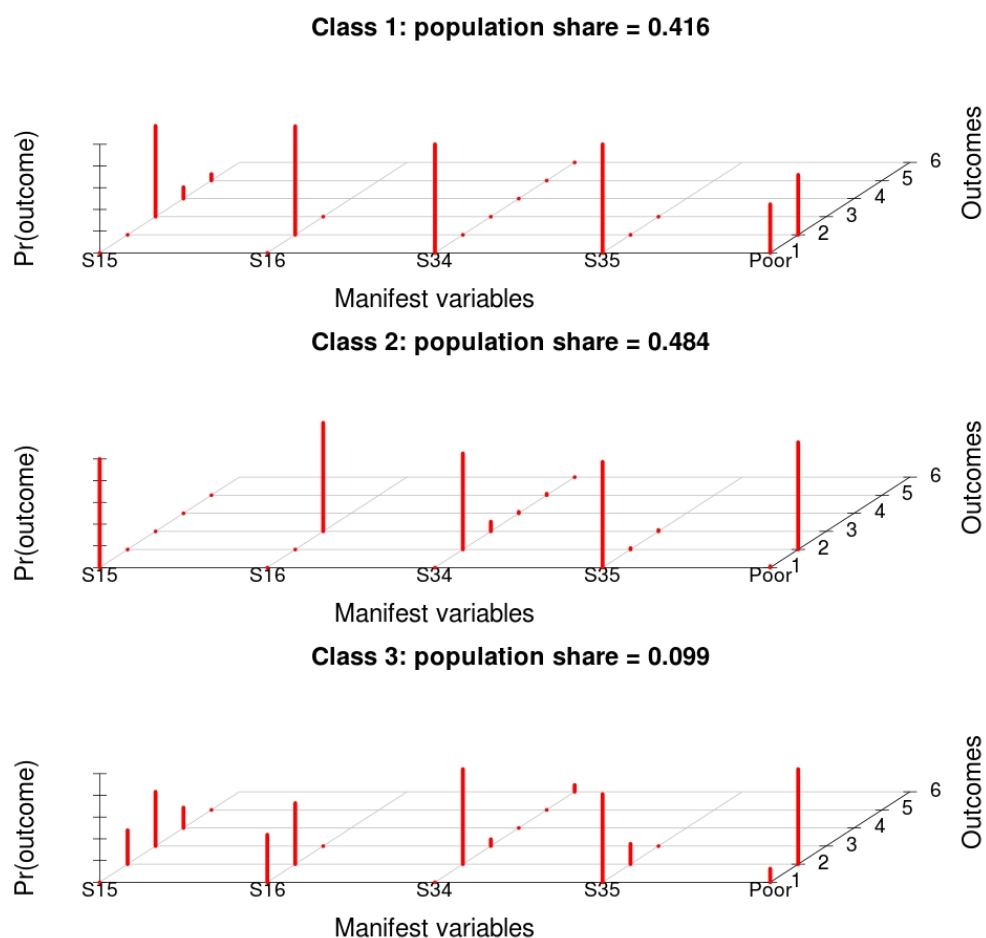 Class 1: population share = 0.416
Pr(outcome)
Outcomes
6
5
4
3
2
1
S15 S16 S34 S35 Poor
Manifest variables
Class 2: population share = 0.484
Pr(outcome)
Outcomes
6
5
4
3
2
1
S15 S16 S34 S35 Poor
Manifest variables
Class 3: population share = 0.099
Pr(outcome)
Outcomes
6
5
4
3
2
1
S15 S16 S34 S35 Poor
Manifest variables